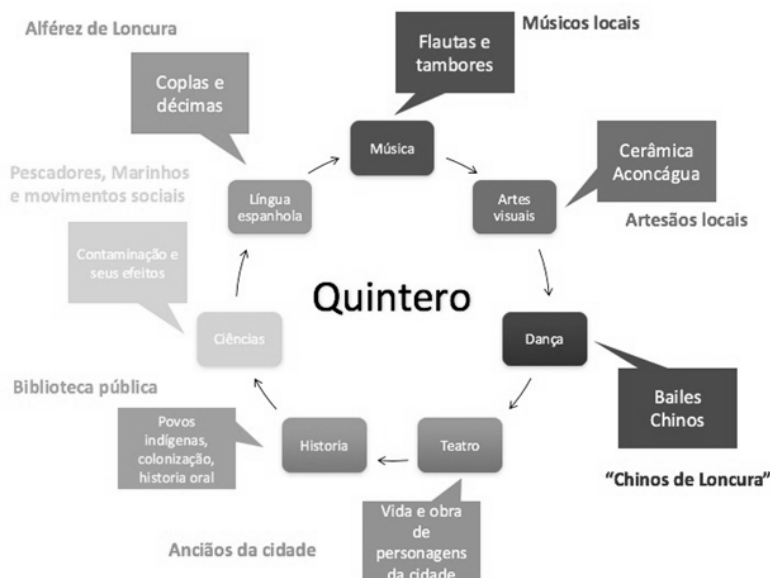 Alférez de Loncura
Coplas e
décimas
Flautas e
tambores
Músicos locais
Música
Cerâmica
Aconcágua
Artesãos locais
Artes
visuais
Pescadores, Marinhos
e movimentos sociais
Língua
espanhola
Contaminação e
seus efeitos
Quintero
Ciências
Dança
Bailes
Chinos
“Chinos de Loncura”
Biblioteca pública
Povos
indígenas,
colonização,
historia oral
Historia
Teatro
Vida e obra
de
personagens
da cidade
Anciãos da cidade